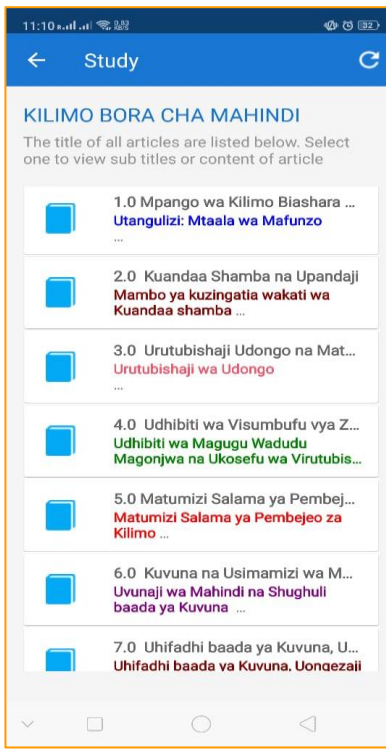 11:10
32
Study
KILIMO BORA CHA MAHINDI
The title of all articles are listed below. Select
one to view sub titles or content of article
1.0 Mpango wa Kilimo Biashara ...
Utangulizi: Mtaala wa Mafunzo
...
2.0 Kuandaa Shamba na Upandaji
Mambo ya kuzingatia wakati wa
Kuandaa shamba ...
3.0 Urutubishaji Udongo na Mat...
Urutubishaji wa Udongo
...
4.0 Udhibiti wa Visumbufu vya Z...
Udhibiti wa Magugu Wadudu
Magonjwa na Ukosefu wa Virutubis...
5.0 Matumizi Salama ya Pembej...
Matumizi Salama ya Pembejeo za
Kilimo ...
6.0 Kuvuna na Usimamizi wa M...
Uvunaji wa Mahindi na Shughuli
baada ya Kuvuna ...
7.0 Uhifadhi baada ya Kuvuna, U...
Uhifadhi baada ya Kuvuna, Uongezaji